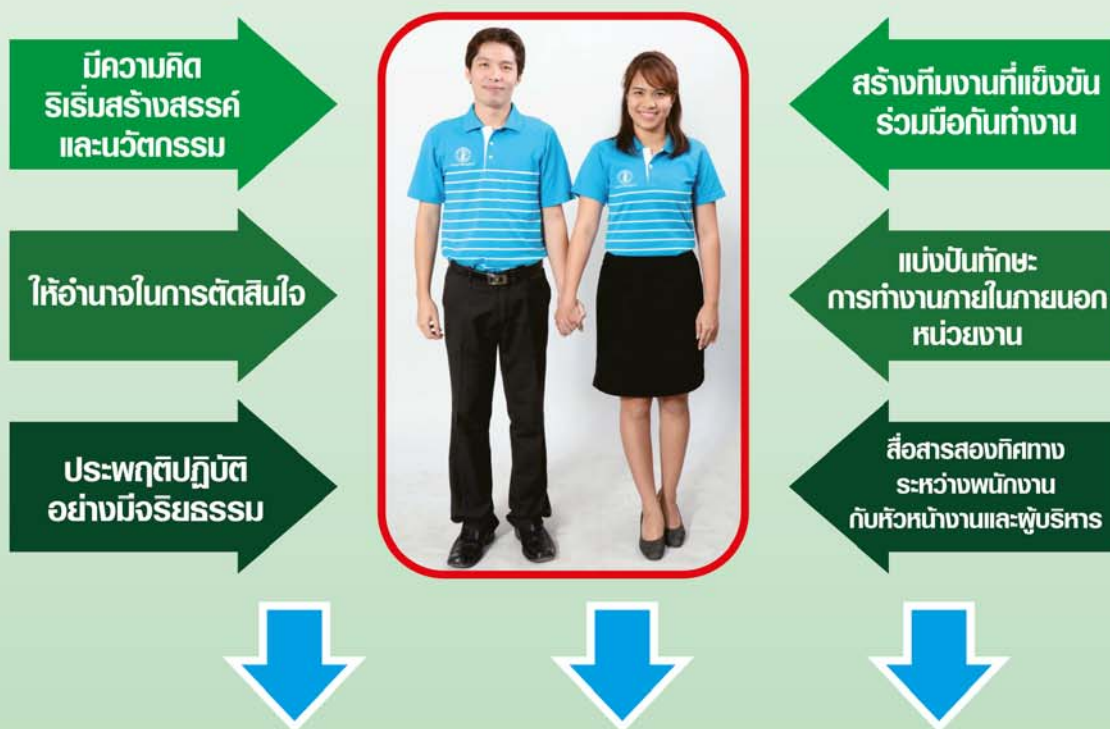 มีความคิด
ริเริ่มสร้างสรรค์
และนวัตกรรม
ให้อำนาจในการตัดสินใจ
ประพฤติปฏิบัติ
อย่างมีจริยธรรม
สร้างทีมงานที่แข็งขัน
ร่วมมือกันทำงาน
แบ่งปันทักษะ
การทำงานภายในภายนอก
หน่วยงาน
สื่อสารสองทิศทาง
ระหว่างพนักงาน
กับหัวหน้างานและผู้บริหาร